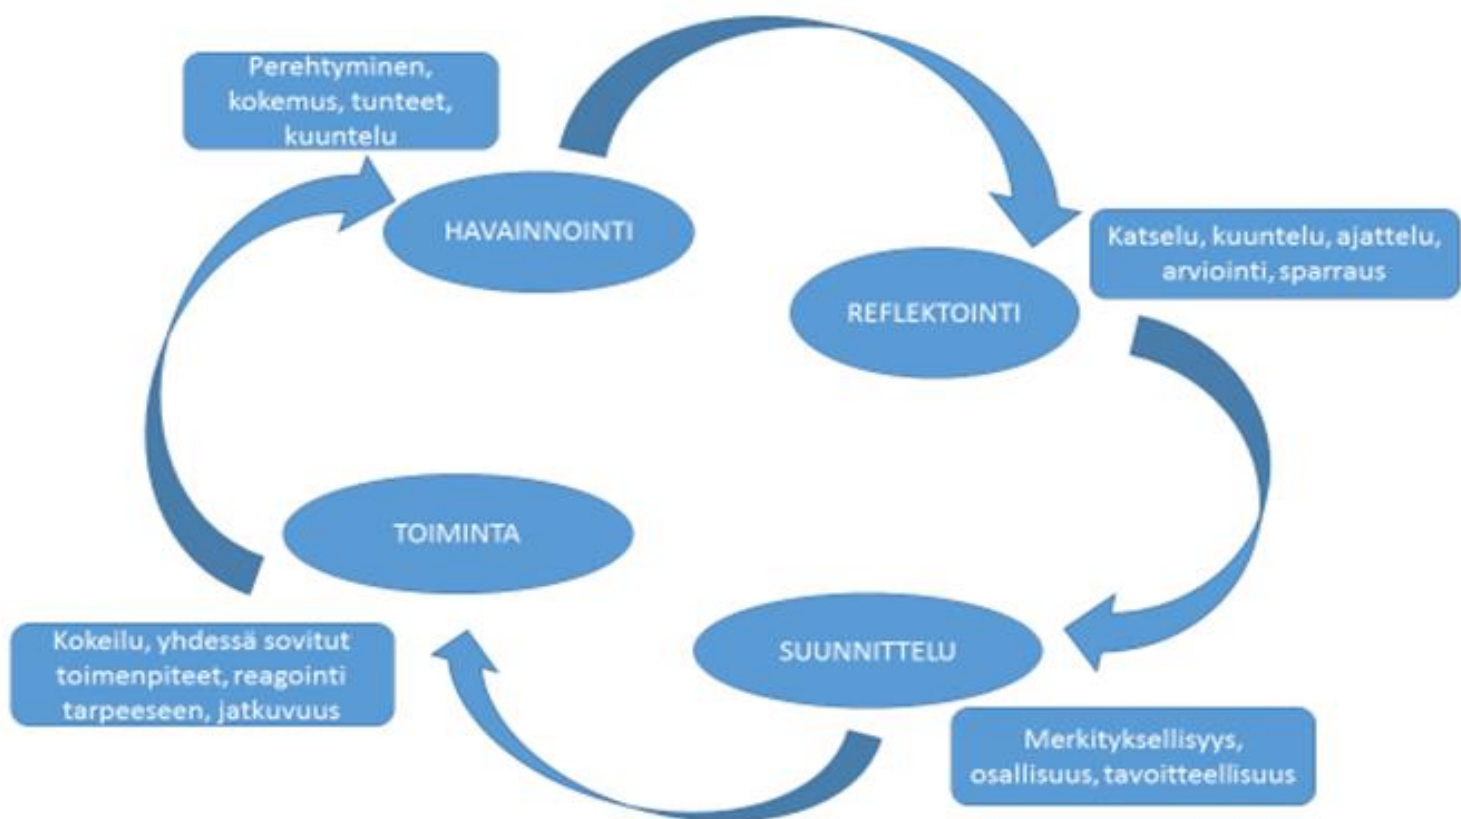 Perehtyminen,
kokemus, tunteet,
kuuntelu
HAVAINNOINTI
Katselu, kuuntelu, ajattelu,
arviointi, sparraus
REFLEKTOINTI
TOIMINTA
Kokeilu, yhdessä sovitut
toimenpiteet, reagointi
tarpeeseen, jatkuvuus
SUUNNITTELU
Merkityksellisyys,
osallisuus, tavoitteellisuus